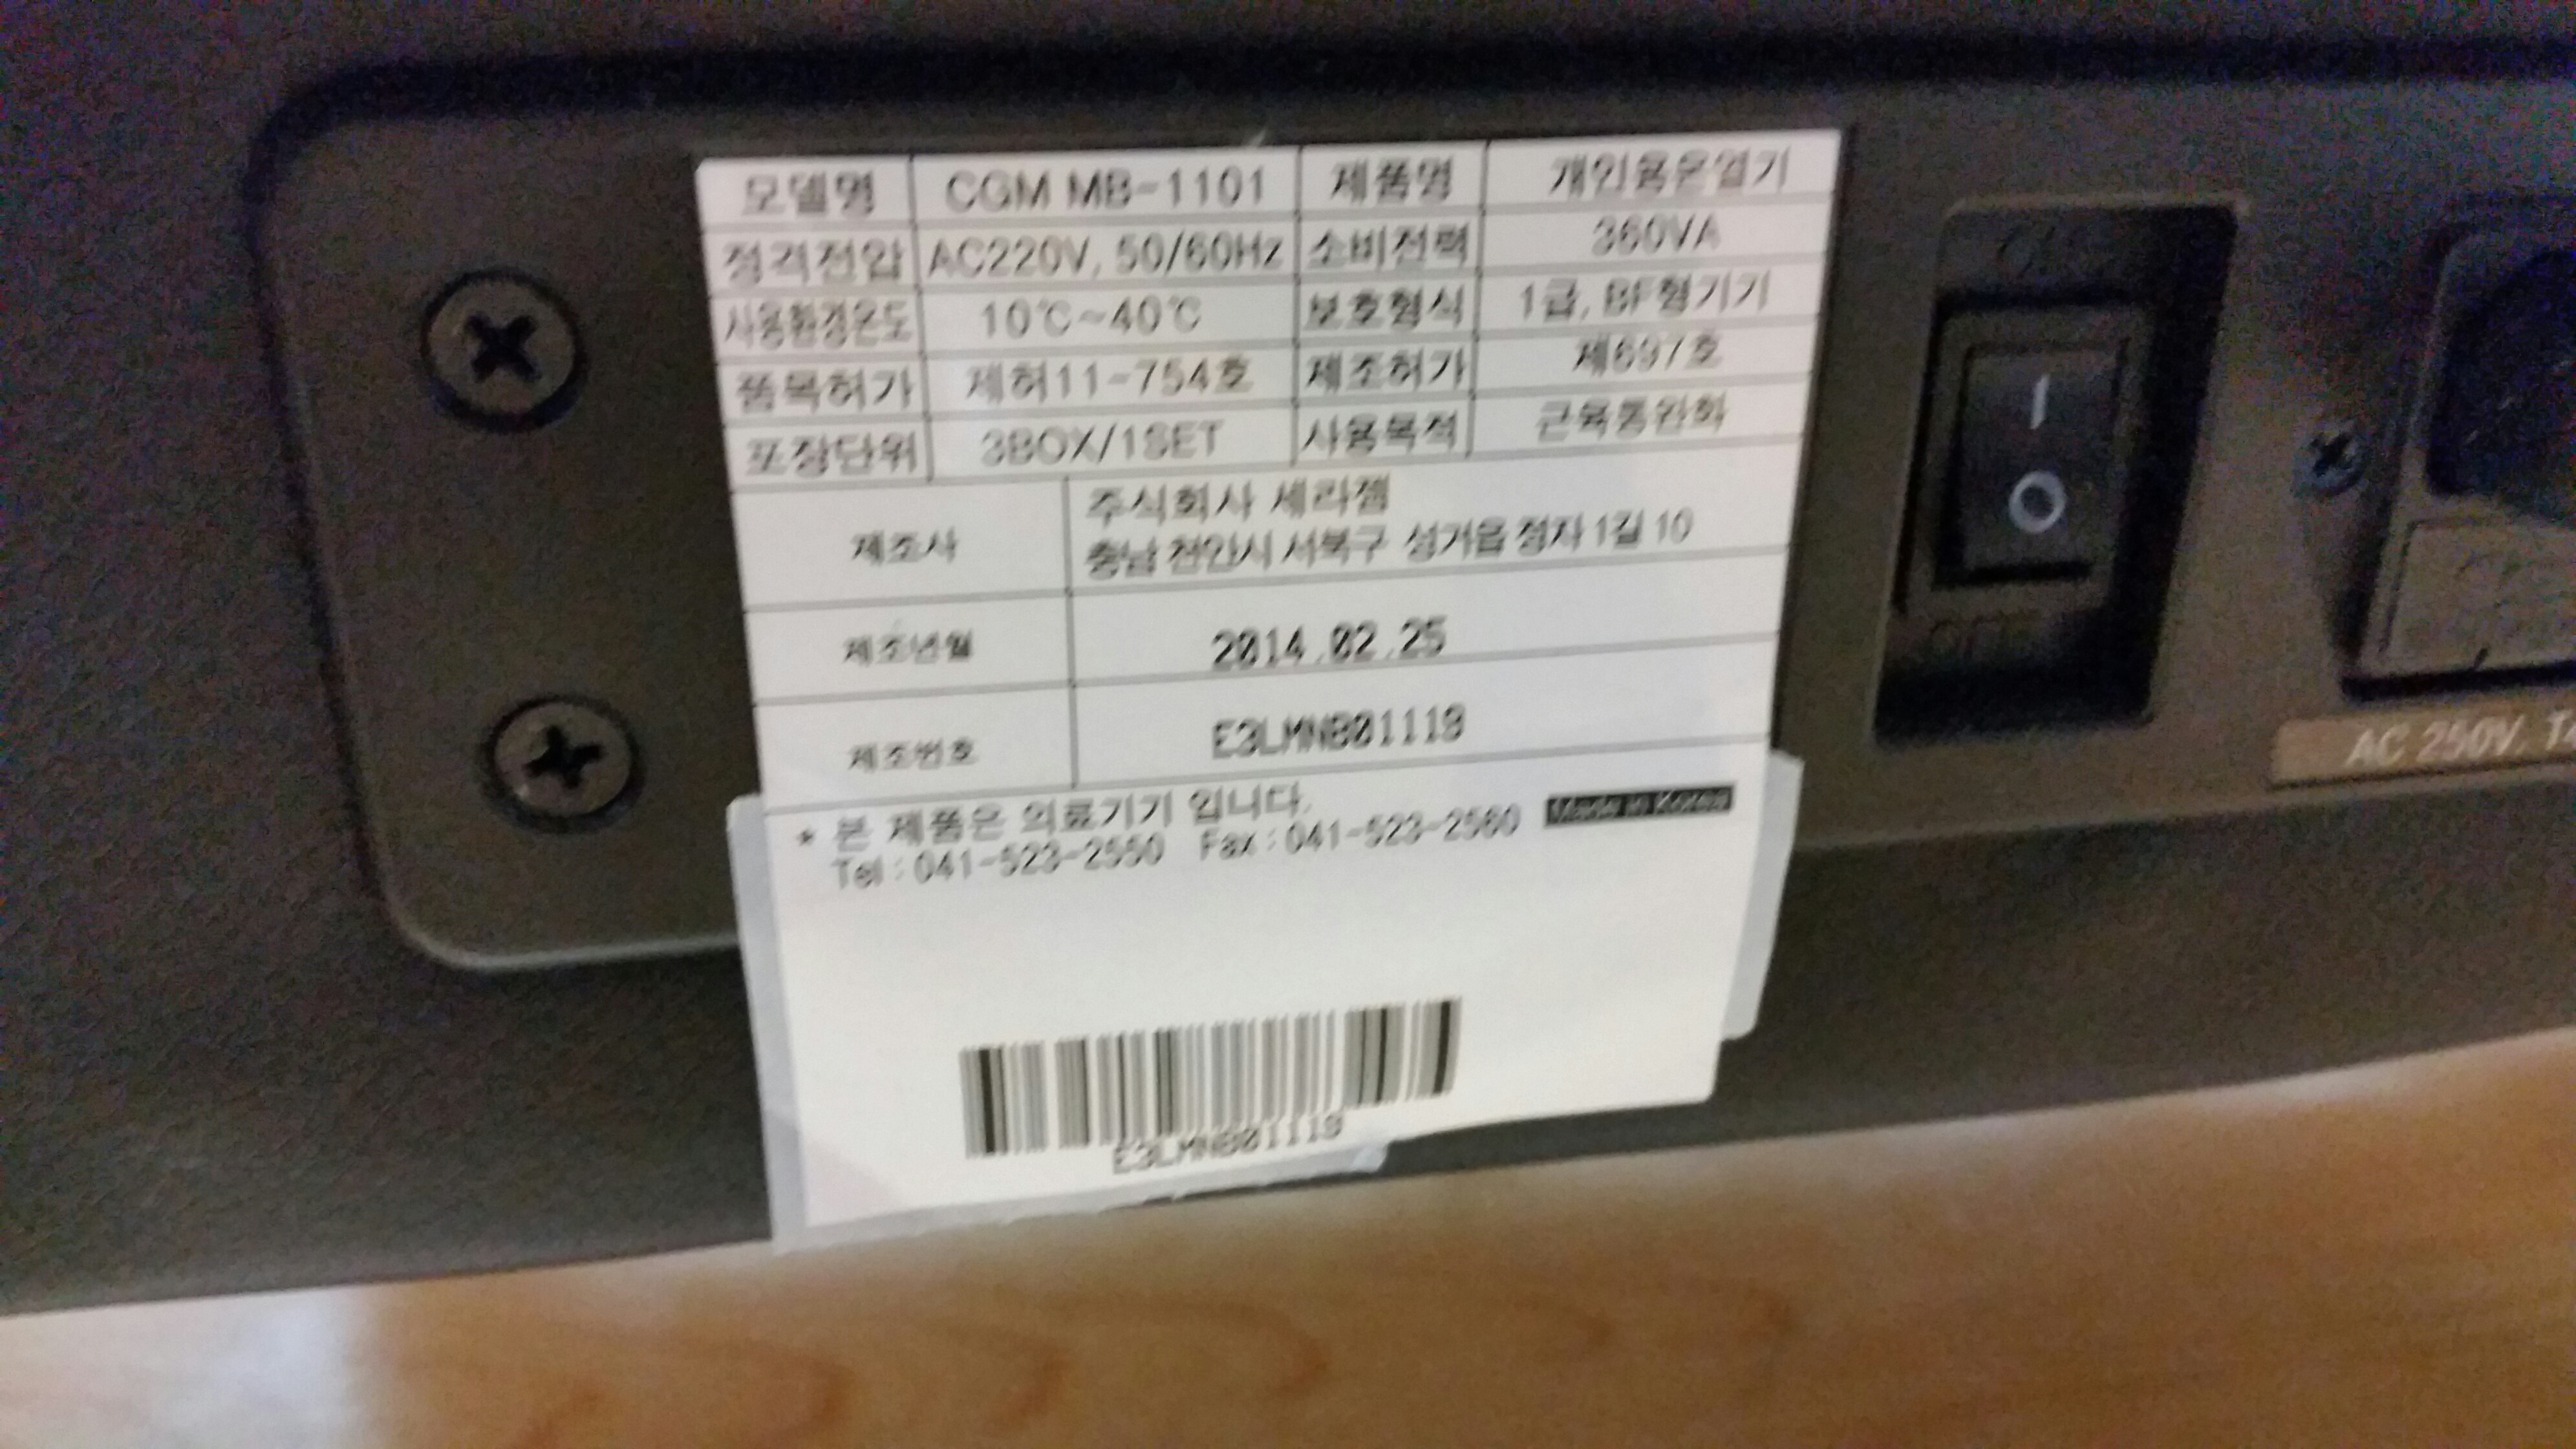 모델명 CGM MB-1101 제품명 개인용온열기
정격전압 AC220V, 50/60Hz 소비전력 360VA
사용환경온도 10℃~40℃ 보호형식 1급, BF형기기
품목허가 제허11-754호 제조허가 제697호
포장단위 3BOX/1SET 사용목적 근육통완화
제조사 주식회사 세라젬
충남 천안시 서북구 성거읍 정자1길 10
제조년월 2014.02.25
제조번호 E3LMNB01119
* 본 제품은 의료기기 입니다.
Made in Korea
Tel : 041-523-2550 Fax : 041-523-2560
E3LMNB01119
I
O
OFF
AC 250V,